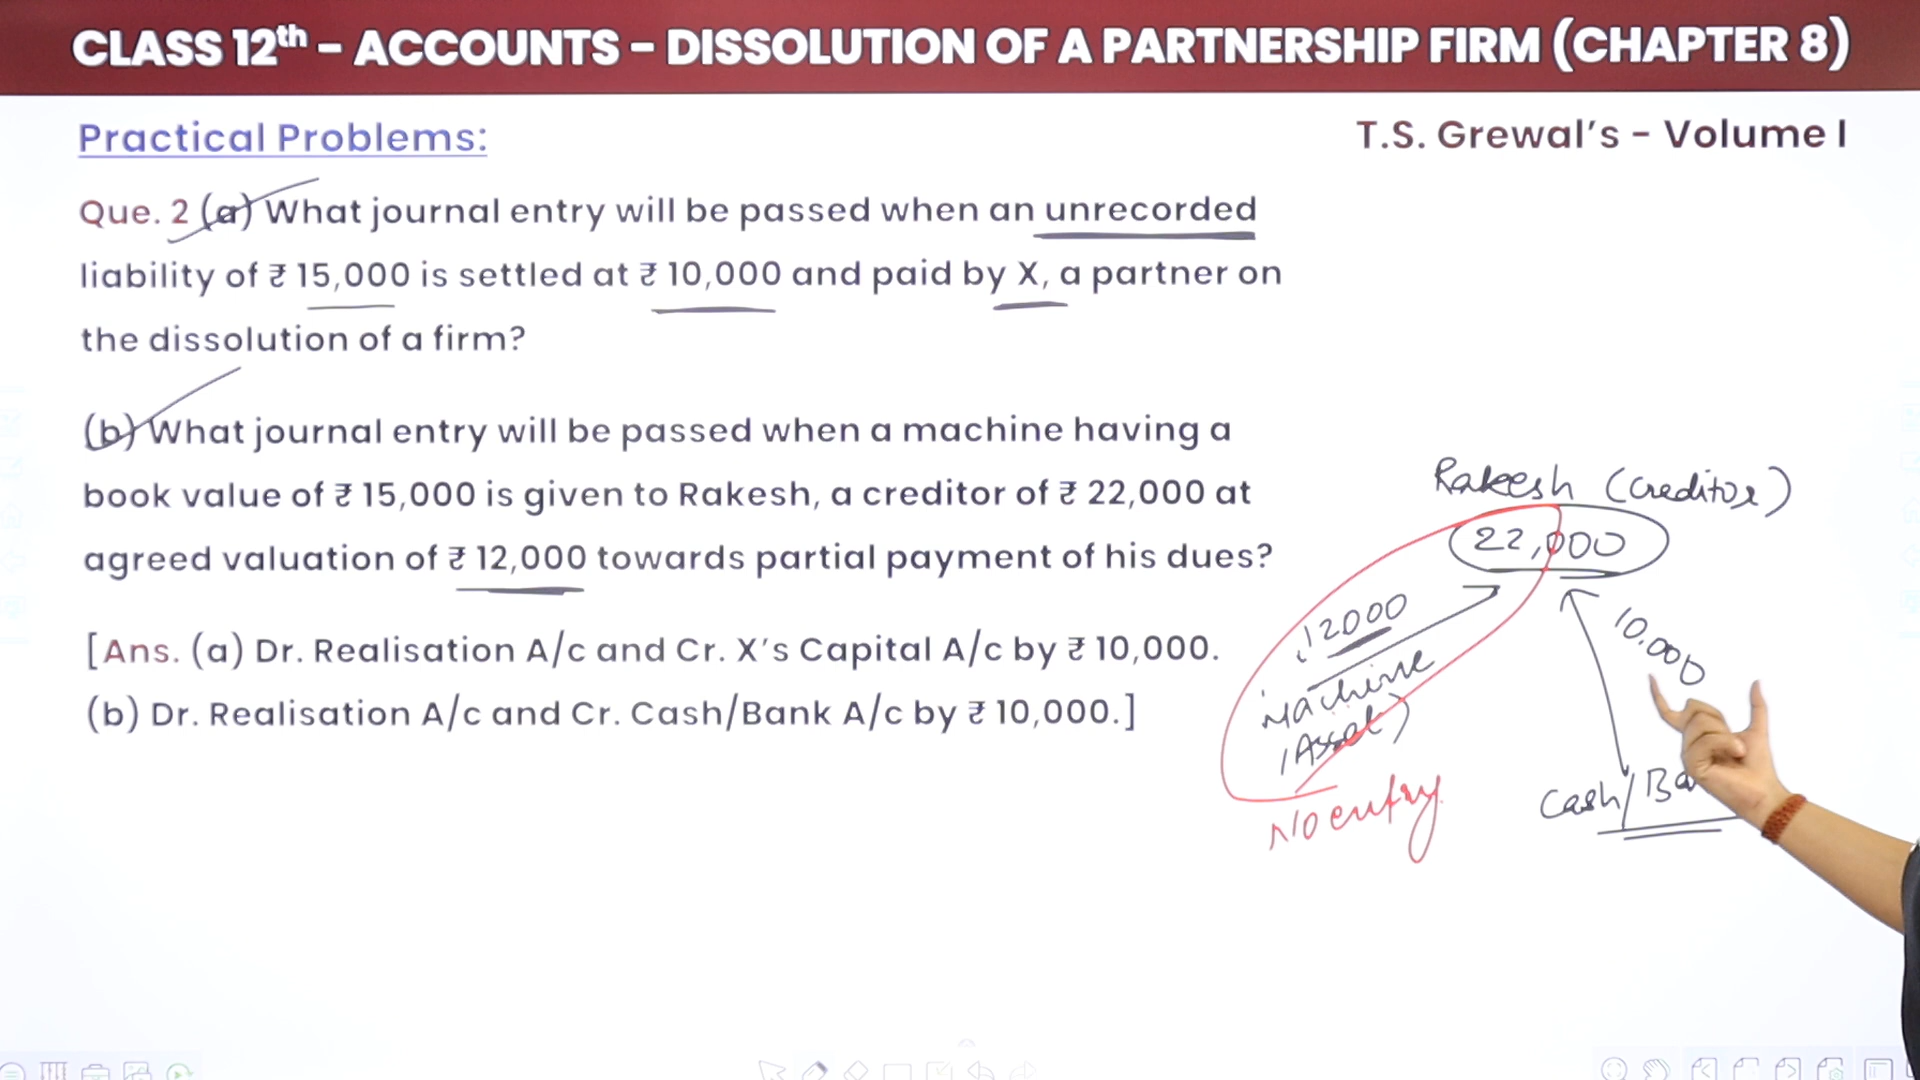 CLASS 12th – ACCOUNTS – DISSOLUTION OF A PARTNERSHIP FIRM (CHAPTER 8)
Practical Problems:
T.S. Grewal's - Volume I
Que. 2 (a) What journal entry will be passed when an unrecorded
liability of ₹ 15,000 is settled at ₹ 10,000 and paid by X, a partner on
the dissolution of a firm?
(b) What journal entry will be passed when a machine having a
book value of ₹ 15,000 is given to Rakesh, a creditor of ₹ 22,000 at
agreed valuation of ₹ 12,000 towards partial payment of his dues?
[Ans. (a) Dr. Realisation A/c and Cr. X's Capital A/c by ₹ 10,000.
(b) Dr. Realisation A/c and Cr. Cash/Bank A/c by ₹ 10,000.]
Rakesh (Creditor)
22,000
12000
Machine
(Asset)
No entry
10.000
Cash/